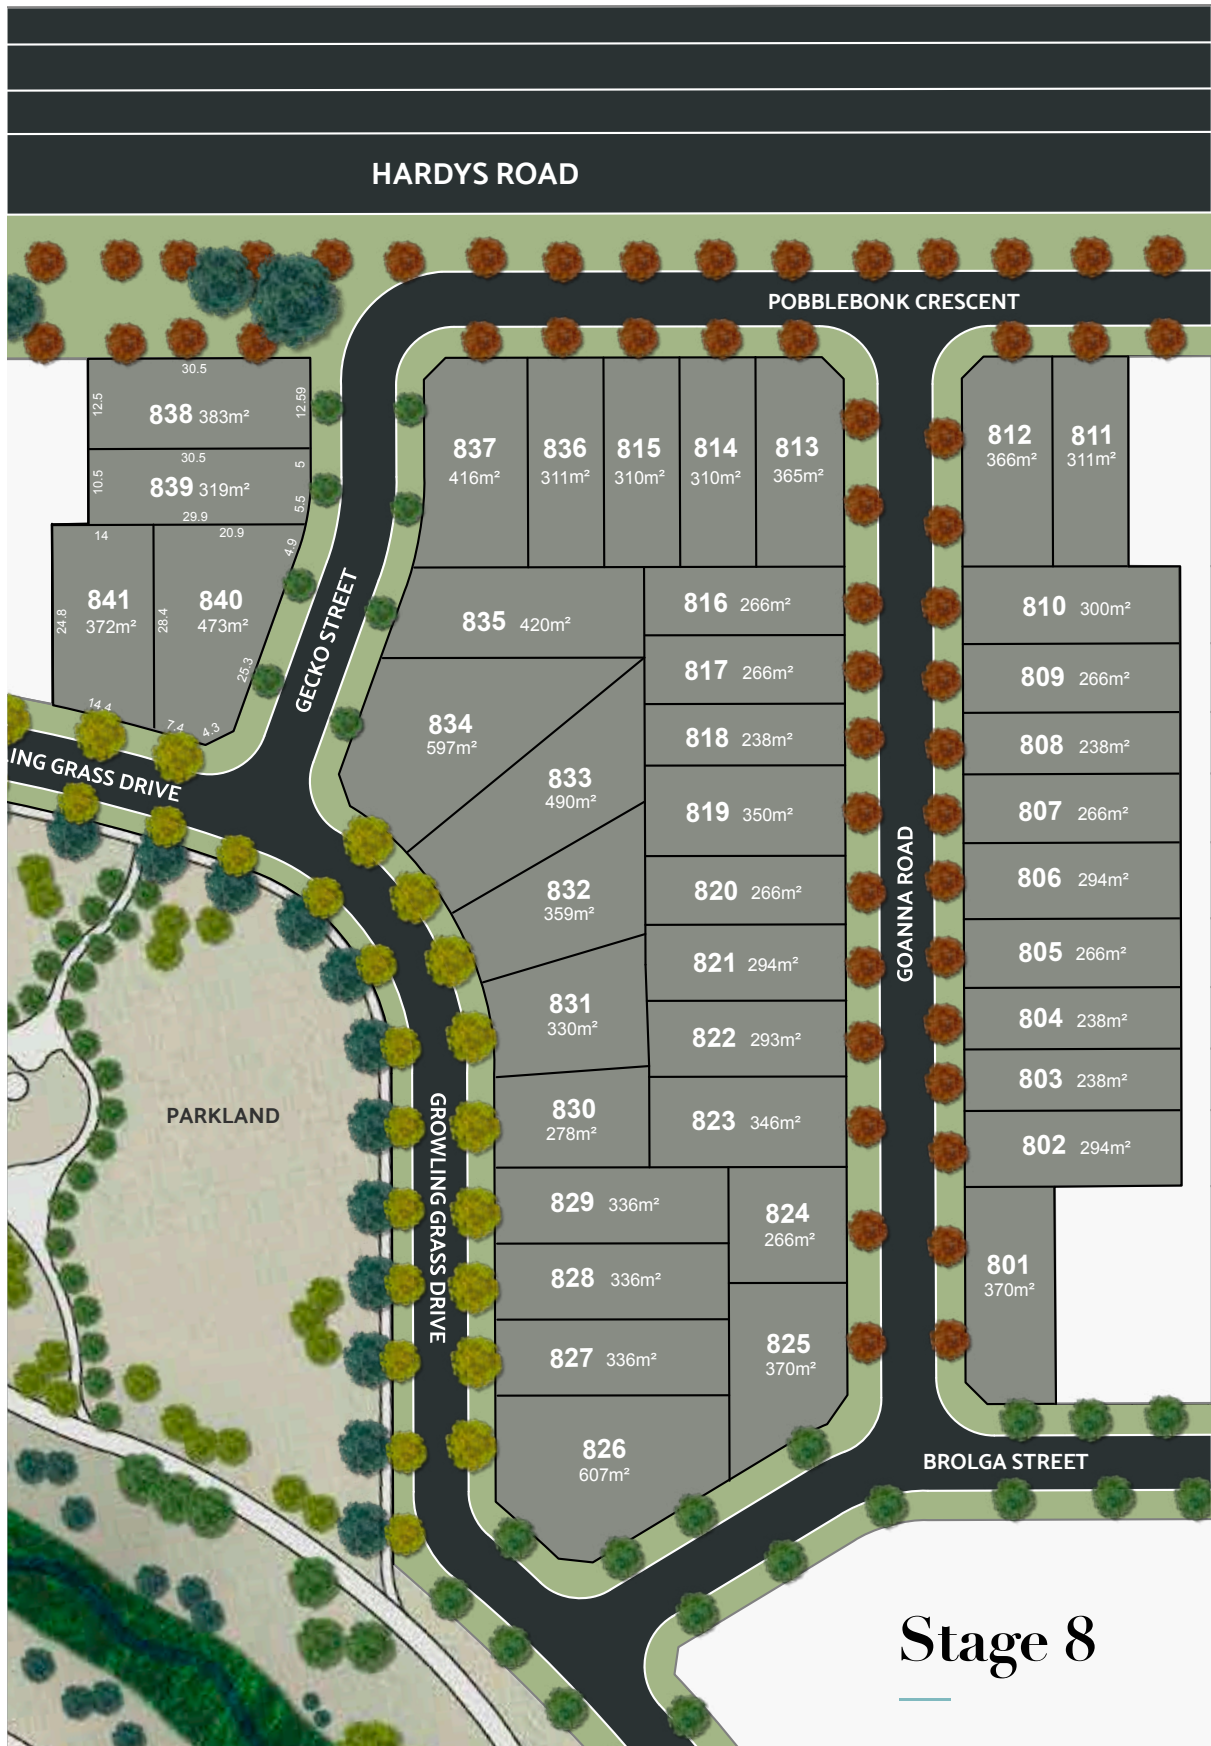 HARDYS ROAD
POBBLEBONK CRESCENT
30.5
12.5
838 383m²
12.59
30.5
10.5
839 319m²
5
5.5
29.9
14
24.8
841
372m²
14.4
20.9
4.9
28.4
840
473m²
25.3
7.4
4.3
GECKO STREET
LING GRASS DRIVE
837
416m²
836
311m²
815
310m²
814
310m²
813
365m²
812
366m²
811
311m²
835 420m²
816 266m²
810 300m²
817 266m²
809 266m²
834
597m²
818 238m²
808 238m²
833
490m²
819 350m²
807 266m²
832
359m²
820 266m²
806 294m²
GOANNA ROAD
821 294m²
805 266m²
831
330m²
822 293m²
804 238m²
803 238m²
830
278m²
823 346m²
802 294m²
PARKLAND
GROWLING GRASS DRIVE
829 336m²
824
266m²
828 336m²
801
370m²
827 336m²
825
370m²
826
607m²
BROLGA STREET
Stage 8